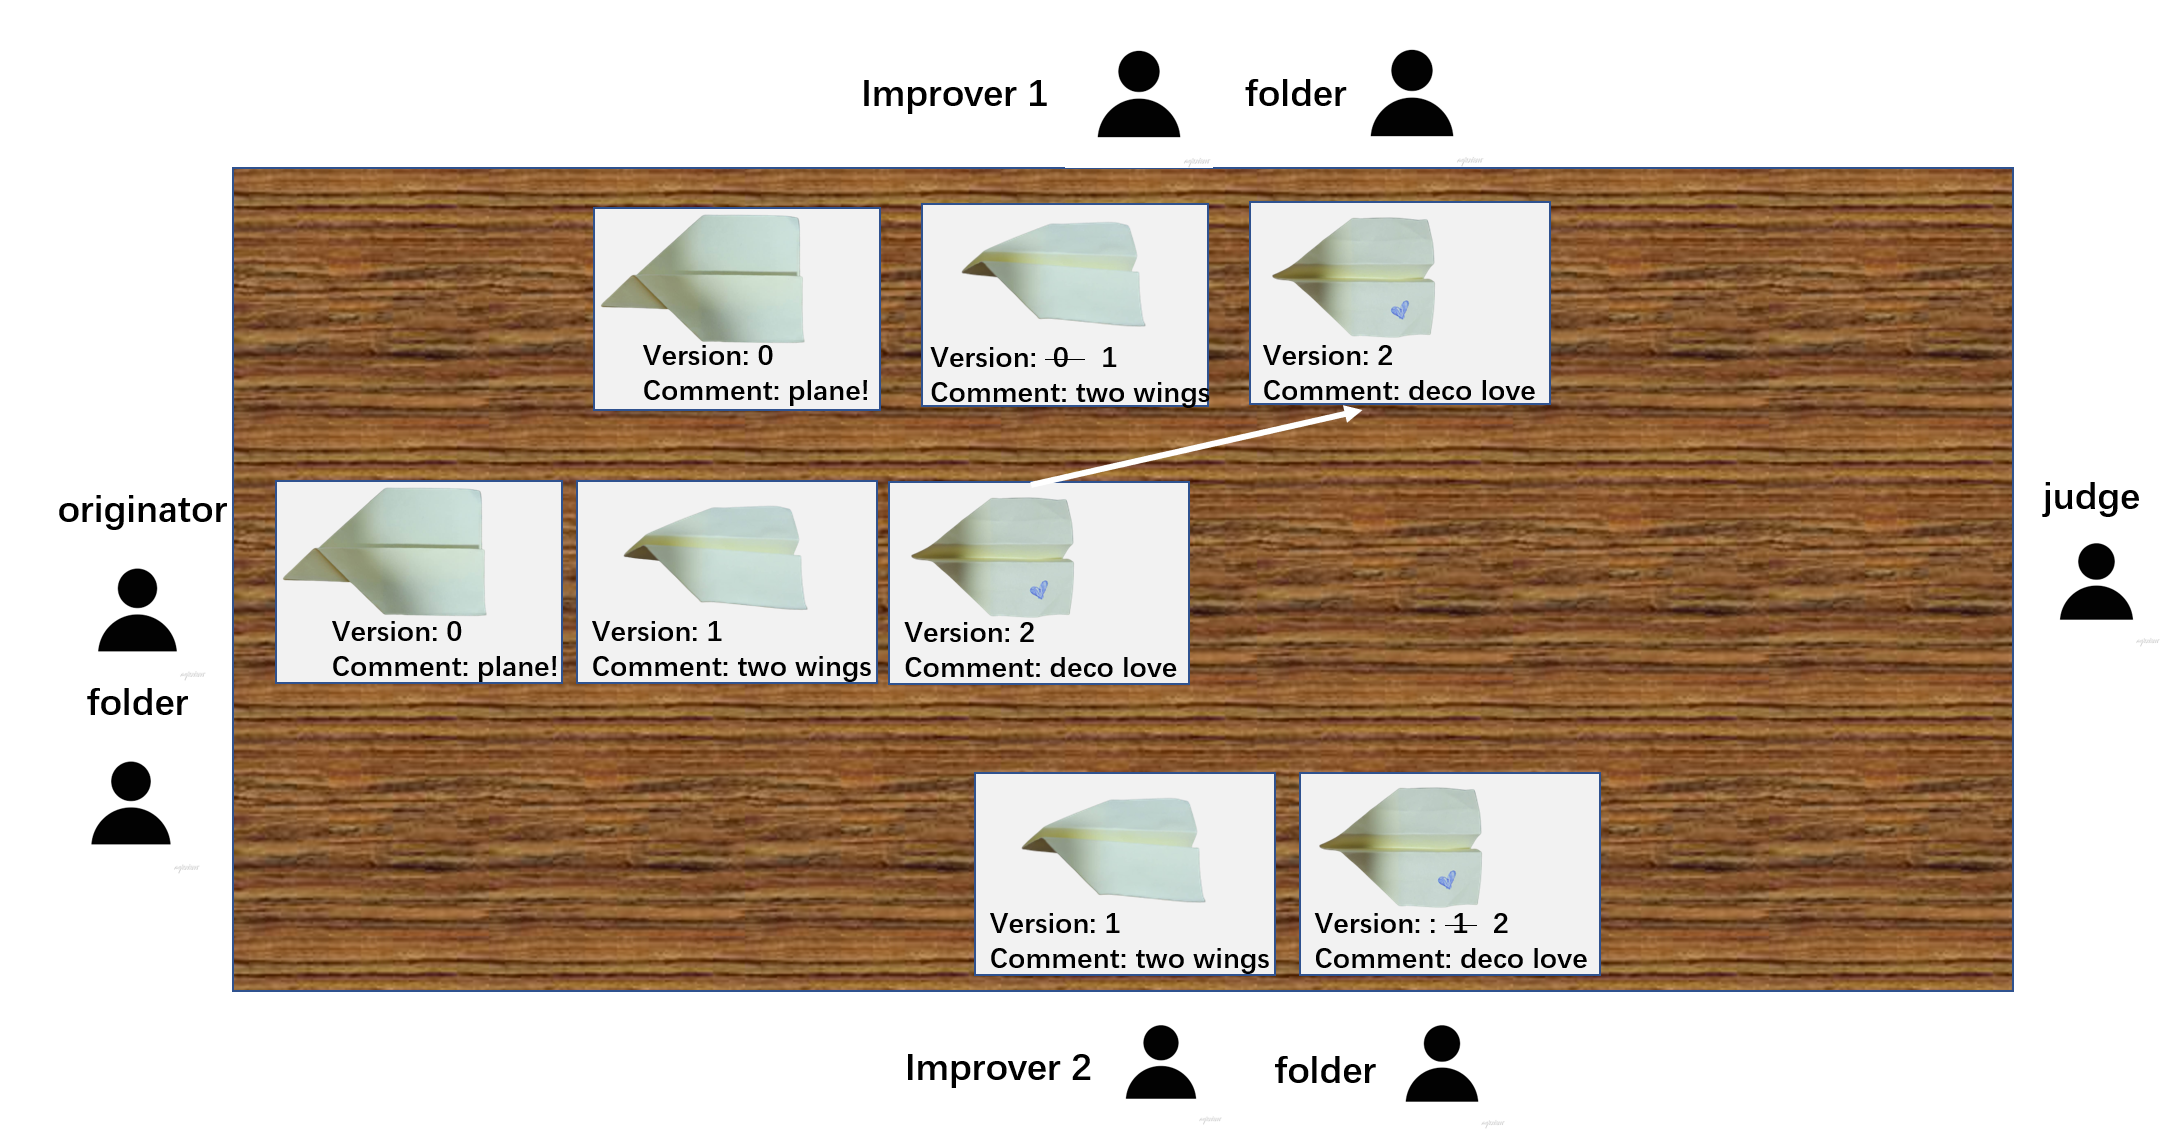 Improver 1
folder
Version: 0
Comment: plane!
Version: 0 1
Comment: two wings
Version: 2
Comment: deco love
originator
folder
judge
Version: 0
Comment: plane!
Version: 1
Comment: two wings
Version: 2
Comment: deco love
Version: 1
Comment: two wings
Version: : 1 2
Comment: deco love
Improver 2
folder